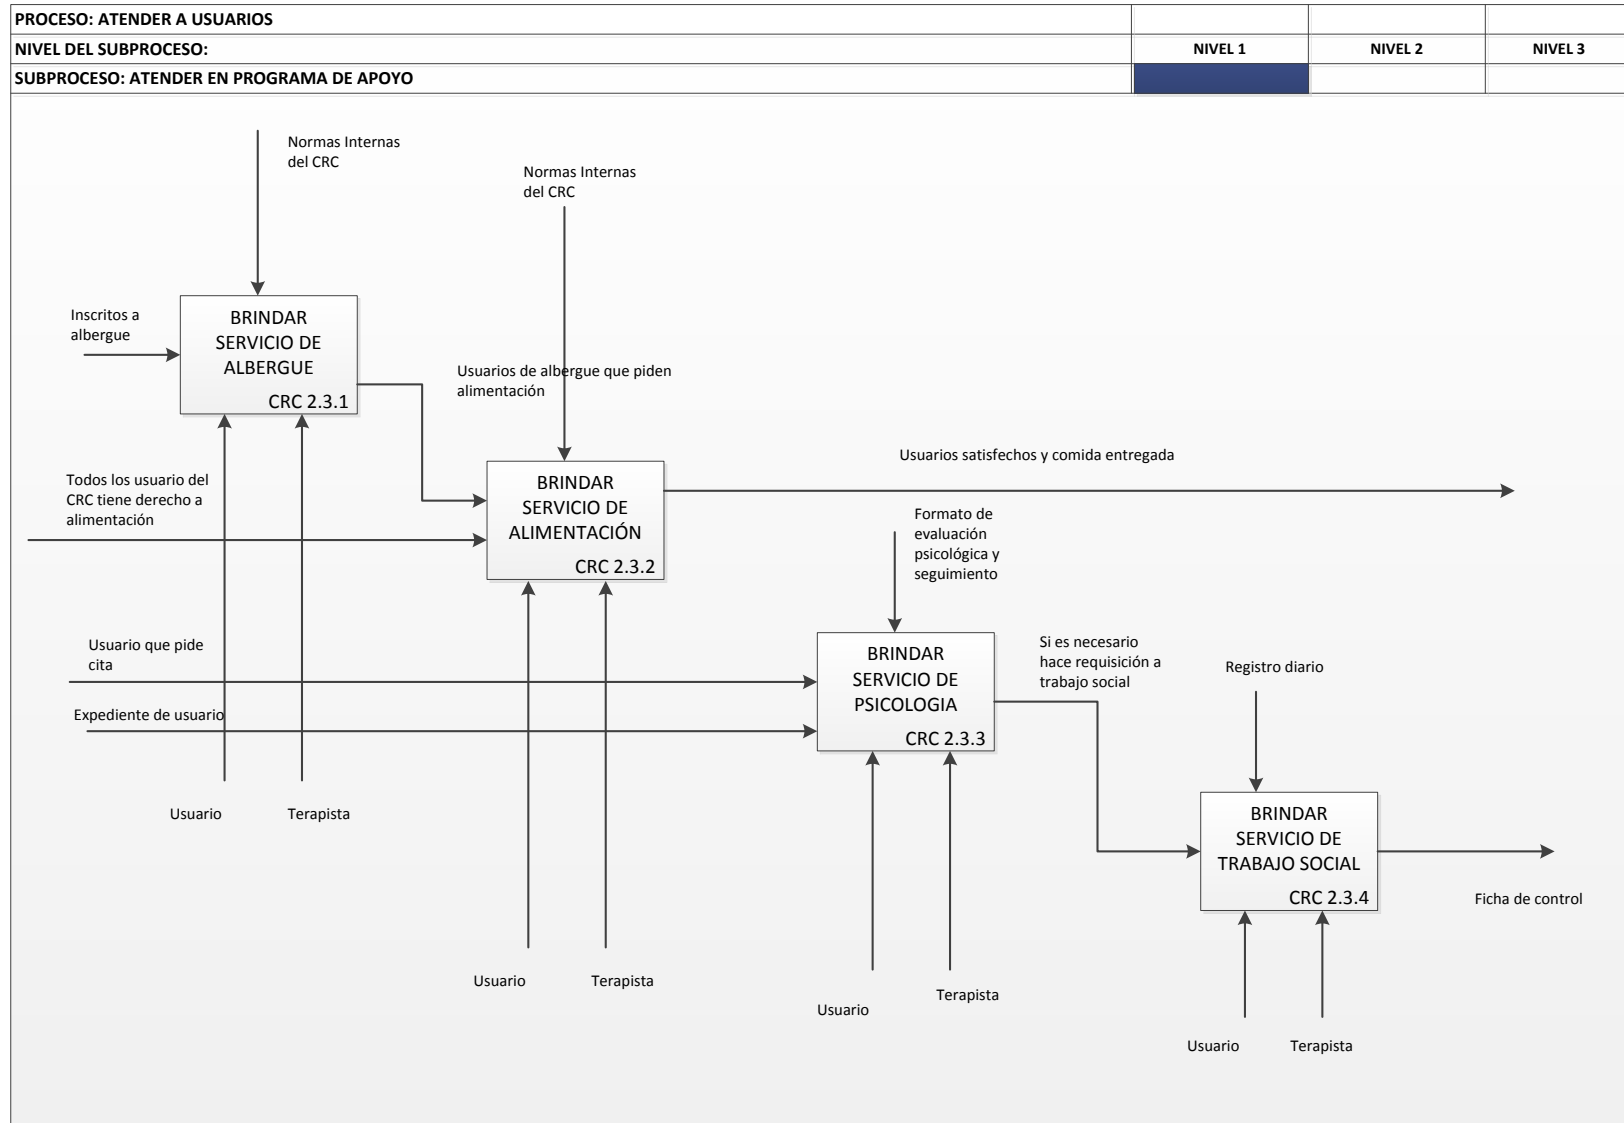 PROCESO: ATENDER A USUARIOS
NIVEL DEL SUBPROCESO:
NIVEL 1
NIVEL 2
NIVEL 3
SUBPROCESO: ATENDER EN PROGRAMA DE APOYO
Normas Internas
del CRC
Normas Internas
del CRC
Inscritos a
albergue
BRINDAR
SERVICIO DE
ALBERGUE
CRC 2.3.1
Usuarios de albergue que piden
alimentación
Todos los usuario del
CRC tiene derecho a
alimentación
BRINDAR
SERVICIO DE
ALIMENTACIÓN
CRC 2.3.2
Usuarios satisfechos y comida entregada
Formato de
evaluación
psicológica y
seguimiento
Usuario que pide
cita
Expediente de usuario
BRINDAR
SERVICIO DE
PSICOLOGIA
CRC 2.3.3
Si es necesario
hace requisición a
trabajo social
Registro diario
Usuario
Terapista
BRINDAR
SERVICIO DE
TRABAJO SOCIAL
CRC 2.3.4
Ficha de control
Usuario
Terapista
Usuario
Terapista
Usuario
Terapista